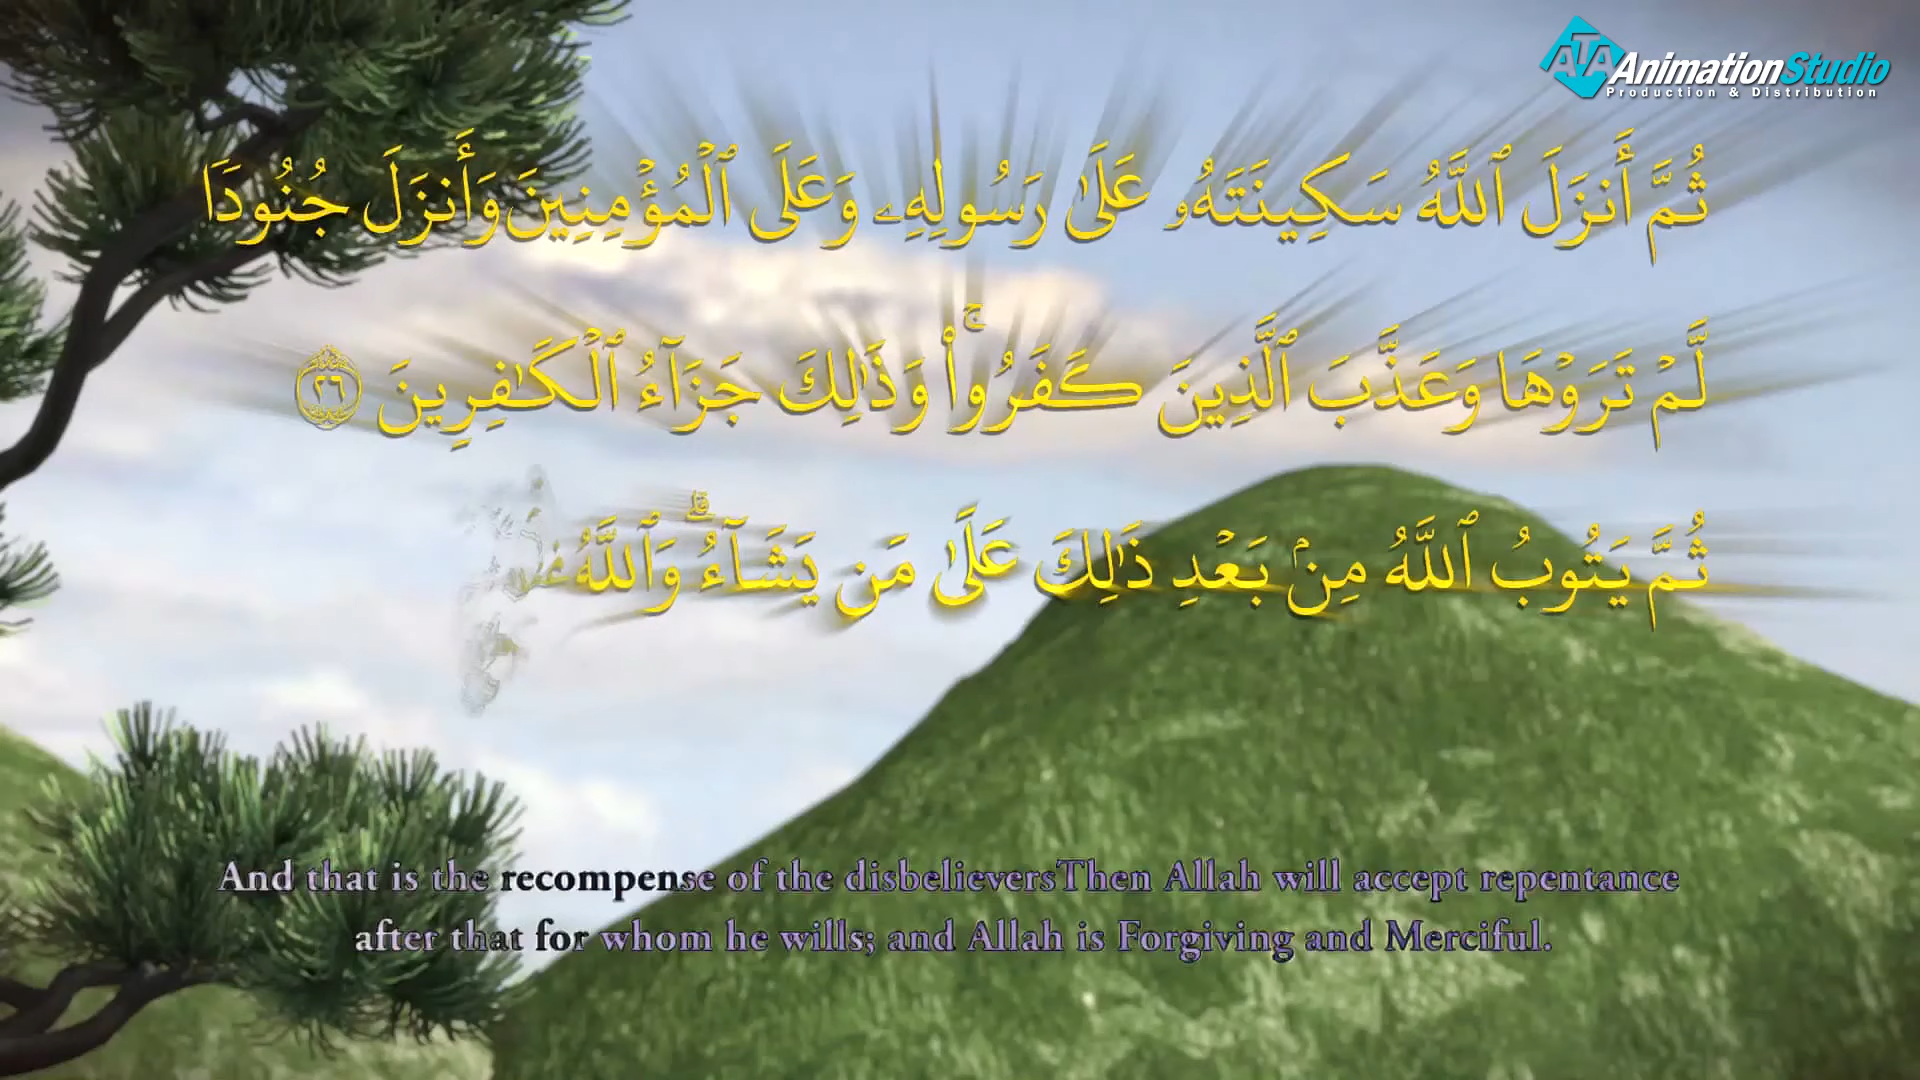 ATA AnimationStudio
Production & Distribution
ثُمَّ أَنزَلَ ٱللَّهُ سَكِينَتَهُۥ عَلَىٰ رَسُولِهِۦ وَعَلَى ٱلْمُؤْمِنِينَ وَأَنزَلَ جُنُودًا
لَّمْ تَرَوْهَا وَعَذَّبَ ٱلَّذِينَ كَفَرُوا۟ ۚ وَذَٰلِكَ جَزَآءُ ٱلْكَـٰفِرِينَ ٢٦
ثُمَّ يَتُوبُ ٱللَّهُ مِنۢ بَعْدِ ذَٰلِكَ عَلَىٰ مَن يَشَآءُ ۗ وَٱللَّهُ
And that is the recompense of the disbelieversThen Allah will accept repentance
after that for whom he wills; and Allah is Forgiving and Merciful.